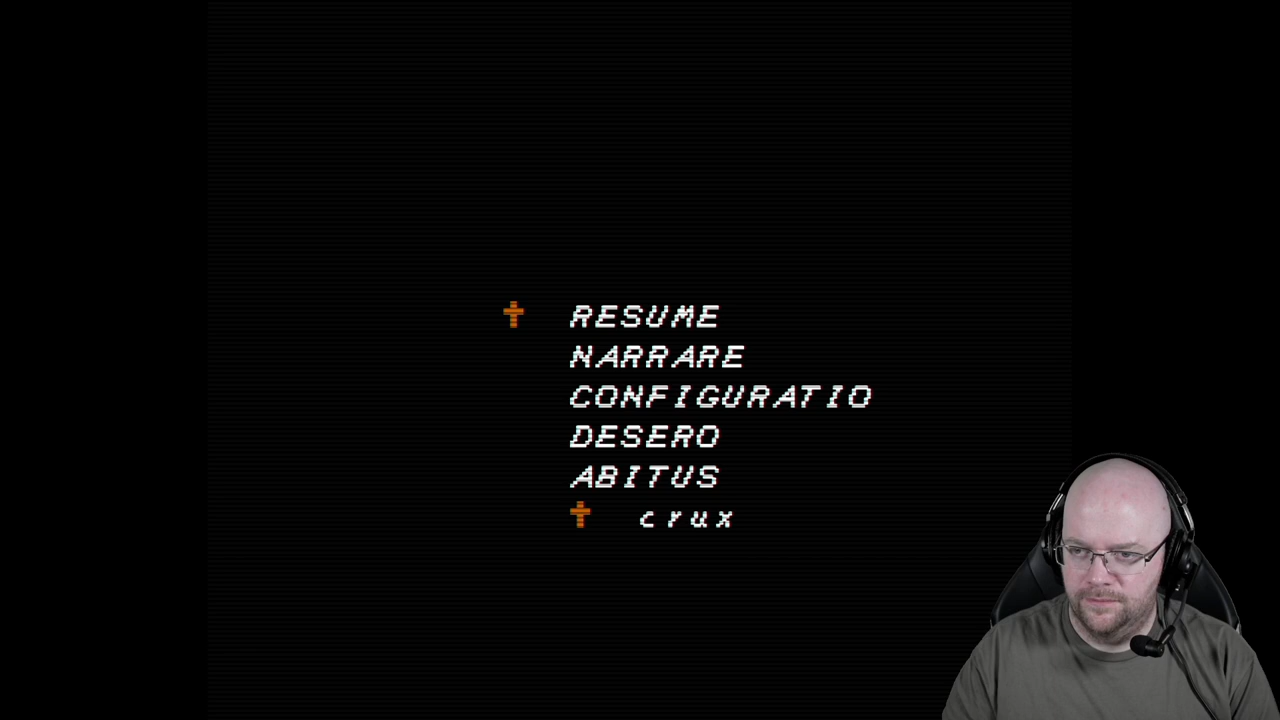 RESUME
NARRARE
CONFIGURATIO
DESERO
ABITUS
crux